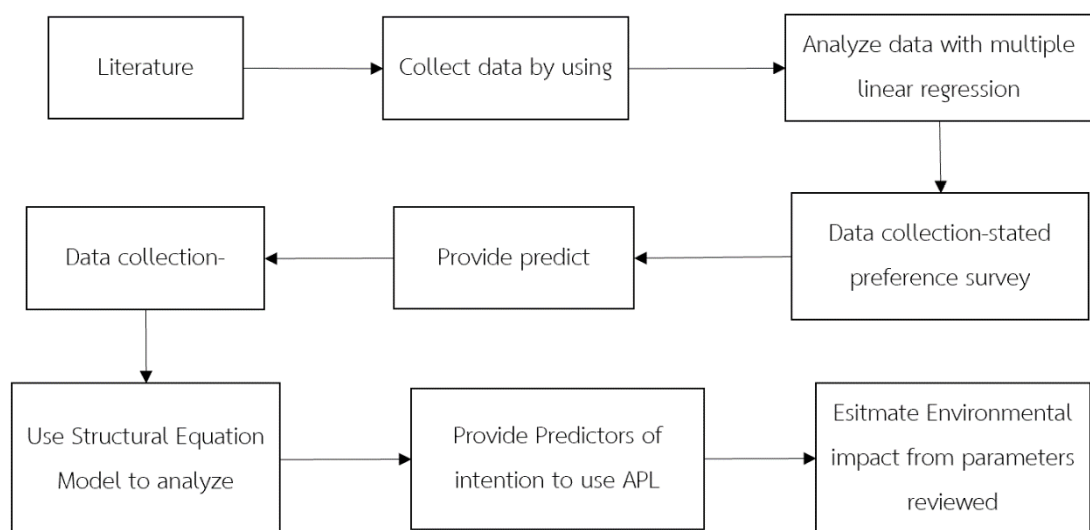 Literature
Collect data by using
Analyze data with multiple
linear regression
Data collection-stated
preference survey
Provide predict
Data collection-
Use Structural Equation
Model to analyze
Provide Predictors of
intention to use APL
Esitmate Environmental
impact from parameters
reviewed